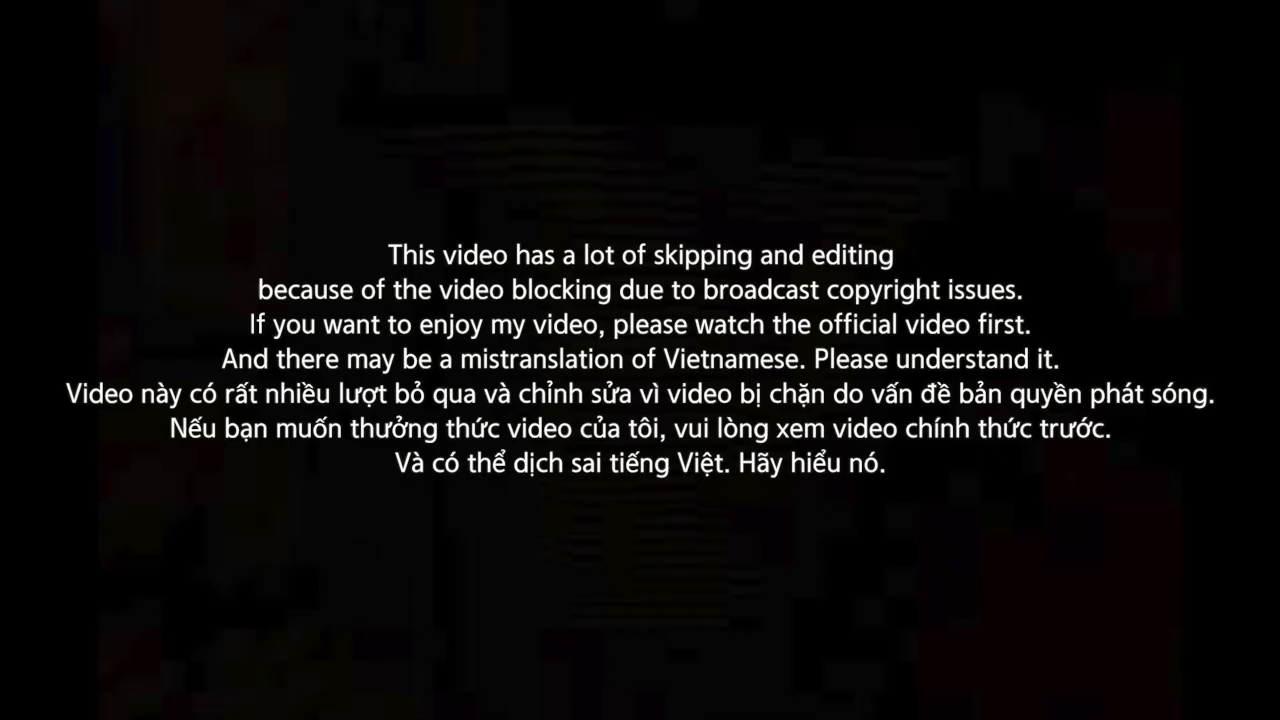 This video has a lot of skipping and editing
because of the video blocking due to broadcast copyright issues.
If you want to enjoy my video, please watch the official video first.
And there may be a mistranslation of Vietnamese. Please understand it.
Video này có rất nhiều lượt bỏ qua và chỉnh sửa vì video bị chặn do vấn đề bản quyền phát sóng.
Nếu bạn muốn thưởng thức video của tôi, vui lòng xem video chính thức trước.
Và có thể dịch sai tiếng Việt. Hãy hiểu nó.